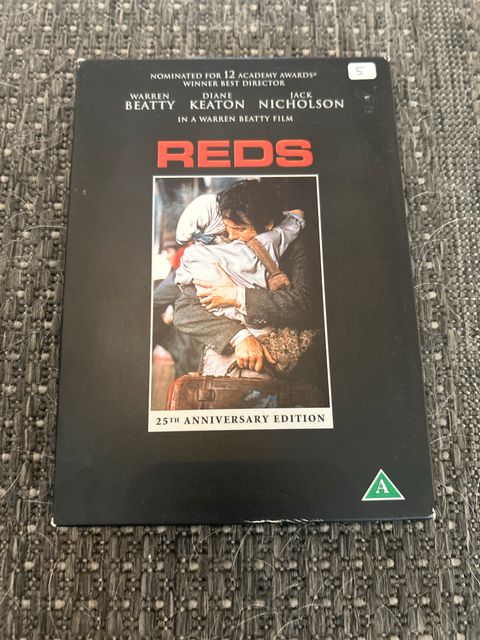 NOMINATED FOR 12 ACADEMY AWARDS®
WINNER BEST DIRECTOR
5
WARREN BEATTY
DIANE KEATON
JACK NICHOLSON
IN A WARREN BEATTY FILM
REDS
25TH ANNIVERSARY EDITION
A